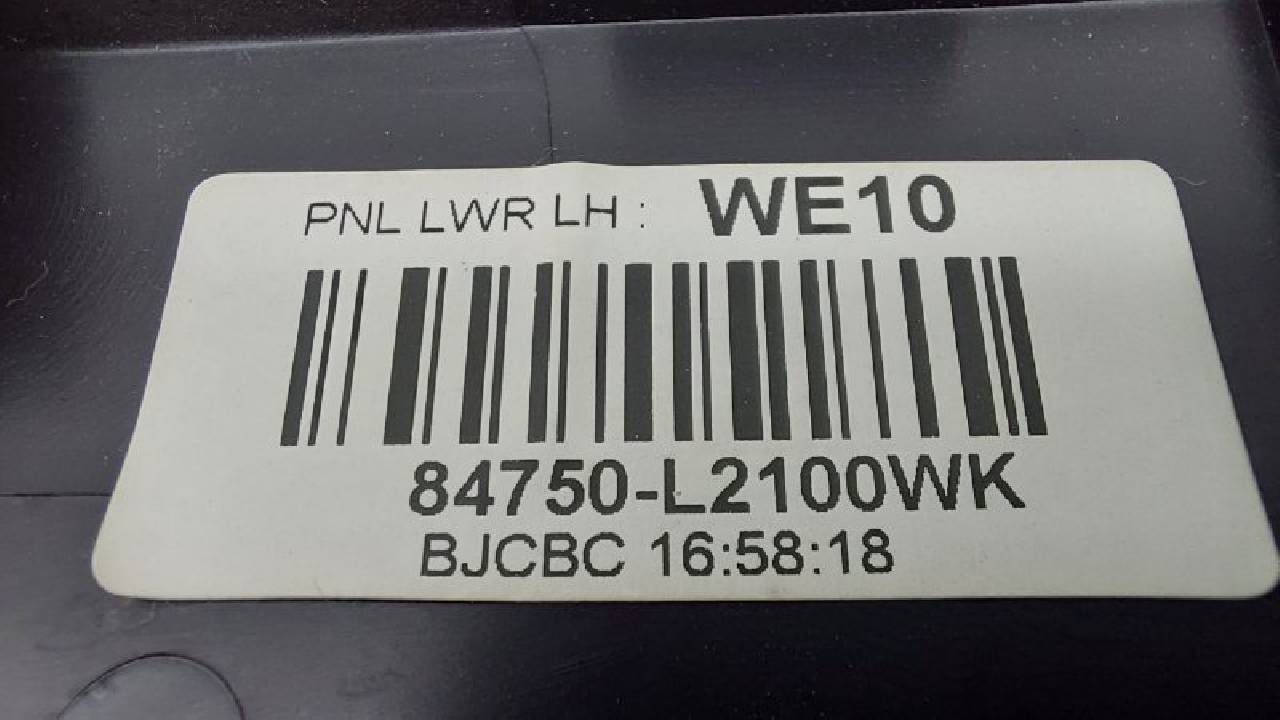 PNL LWR LH : WE10
84750-L2100WK
BJCBC 16:58:18